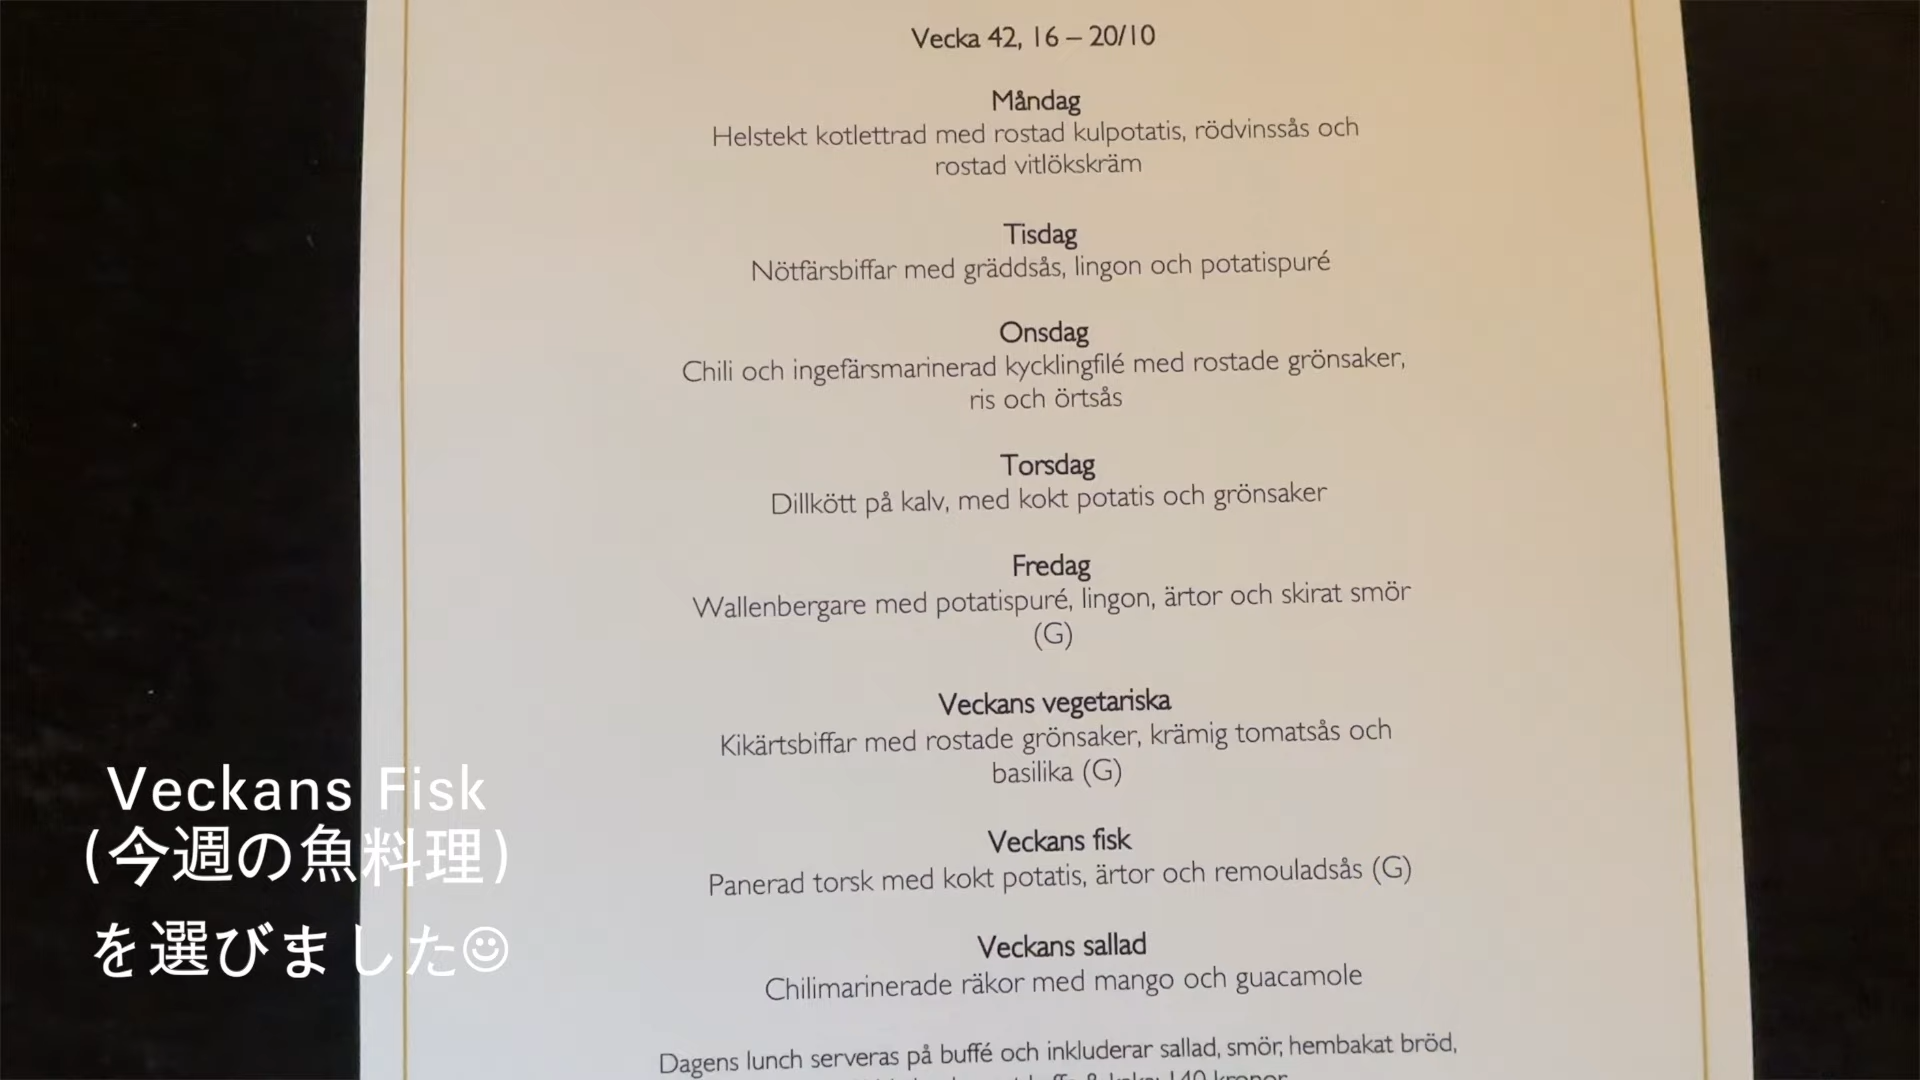 Vecka 42, 16 – 20/10
Måndag
Helstekt kotlettrad med rostad kulpotatis, rödvinssås och
rostad vitlökskräm
Tisdag
Nötfärsbiffar med gräddsås, lingon och potatispuré
Onsdag
Chili och ingefärsmarinerad kycklingfilé med rostade grönsaker,
ris och örtsås
Torsdag
Dillkött på kalv, med kokt potatis och grönsaker
Fredag
Wallenbergare med potatispuré, lingon, ärtor och skirat smör
(G)
Veckans vegetariska
Kikärtsbiffar med rostade grönsaker, krämig tomatsås och
basilika (G)
Veckans fisk
Panerad torsk med kokt potatis, ärtor och remouladsås (G)
Veckans sallad
Chilimarinerade räkor med mango och guacamole
Dagens lunch serveras på buffé och inkluderar sallad, smör, hembakat bröd,
140 kronor
Veckans Fisk
(今週の魚料理)
を選びました☺